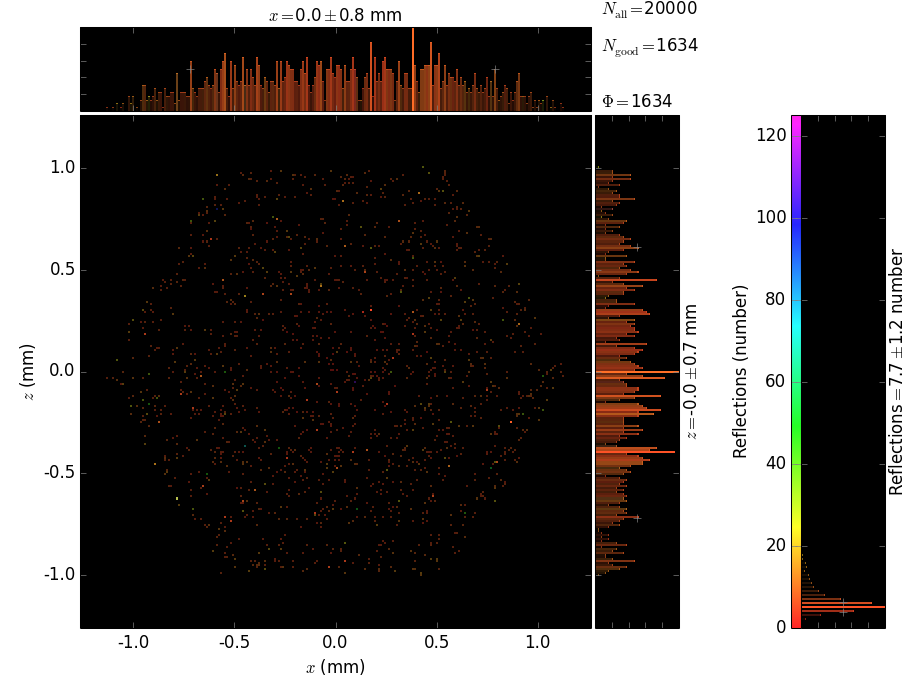 x = 0.0 ± 0.8 mm
N_all = 20000
N_good = 1634
Φ = 1634
1.0
0.5
0.0
-0.5
-1.0
z (mm)
-1.0
-0.5
0.0
0.5
1.0
x (mm)
z = -0.0 ± 0.7 mm
Reflections (number)
120
100
80
60
40
20
0
Reflections = 7.7 ± 1.2 number